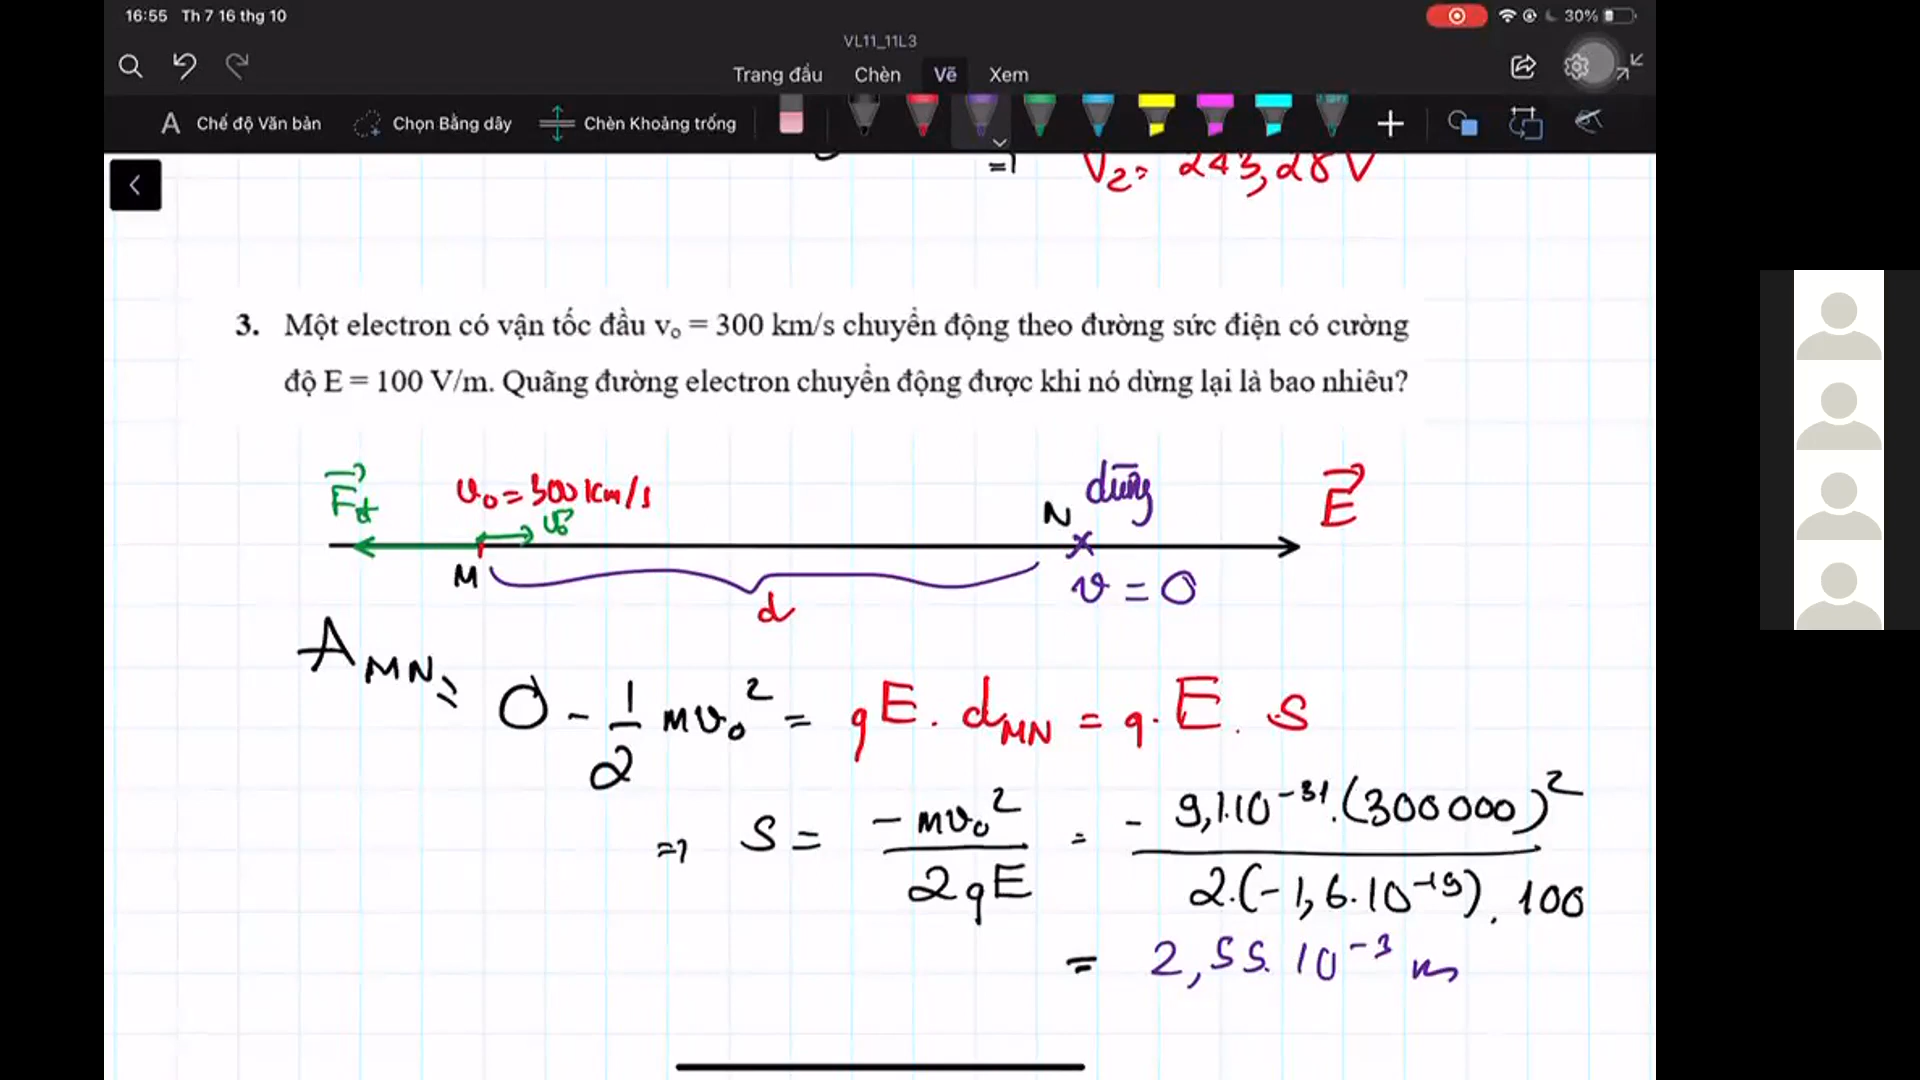 16:55 Th 7 16 thg 10
30%
VL11_11L3
Trang đầu Chèn Vẽ Xem
A Chế độ Văn bản Chọn Bằng dây Chèn Khoảng trống
=> V₂ = 243,28 V
3. Một electron có vận tốc đầu vₒ = 300 km/s chuyển động theo đường sức điện có cường
độ E = 100 V/m. Quãng đường electron chuyển động được khi nó dừng lại là bao nhiêu?
F⃗đ v₀ = 300 km/s v⃗₀ N dừng E⃗
M v = 0
d
A_MN =
0 - 1/2 mv₀² = qE. d_MN = q. E. s
=> S = -mv₀² / 2qE = - 9,1.10⁻³¹.(300000)² / 2.(-1,6.10⁻¹⁹). 100
= 2,55.10⁻³ m